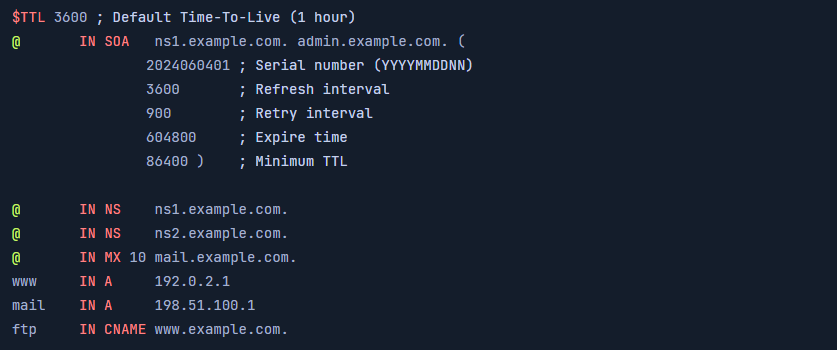 $TTL 3600 ; Default Time-To-Live (1 hour)
@       IN SOA   ns1.example.com. admin.example.com. (
                2024060401 ; Serial number (YYYYMMDDNN)
                3600       ; Refresh interval
                900        ; Retry interval
                604800     ; Expire time
                86400 )    ; Minimum TTL

@       IN NS    ns1.example.com.
@       IN NS    ns2.example.com.
@       IN MX 10 mail.example.com.
www     IN A     192.0.2.1
mail    IN A     198.51.100.1
ftp     IN CNAME www.example.com.